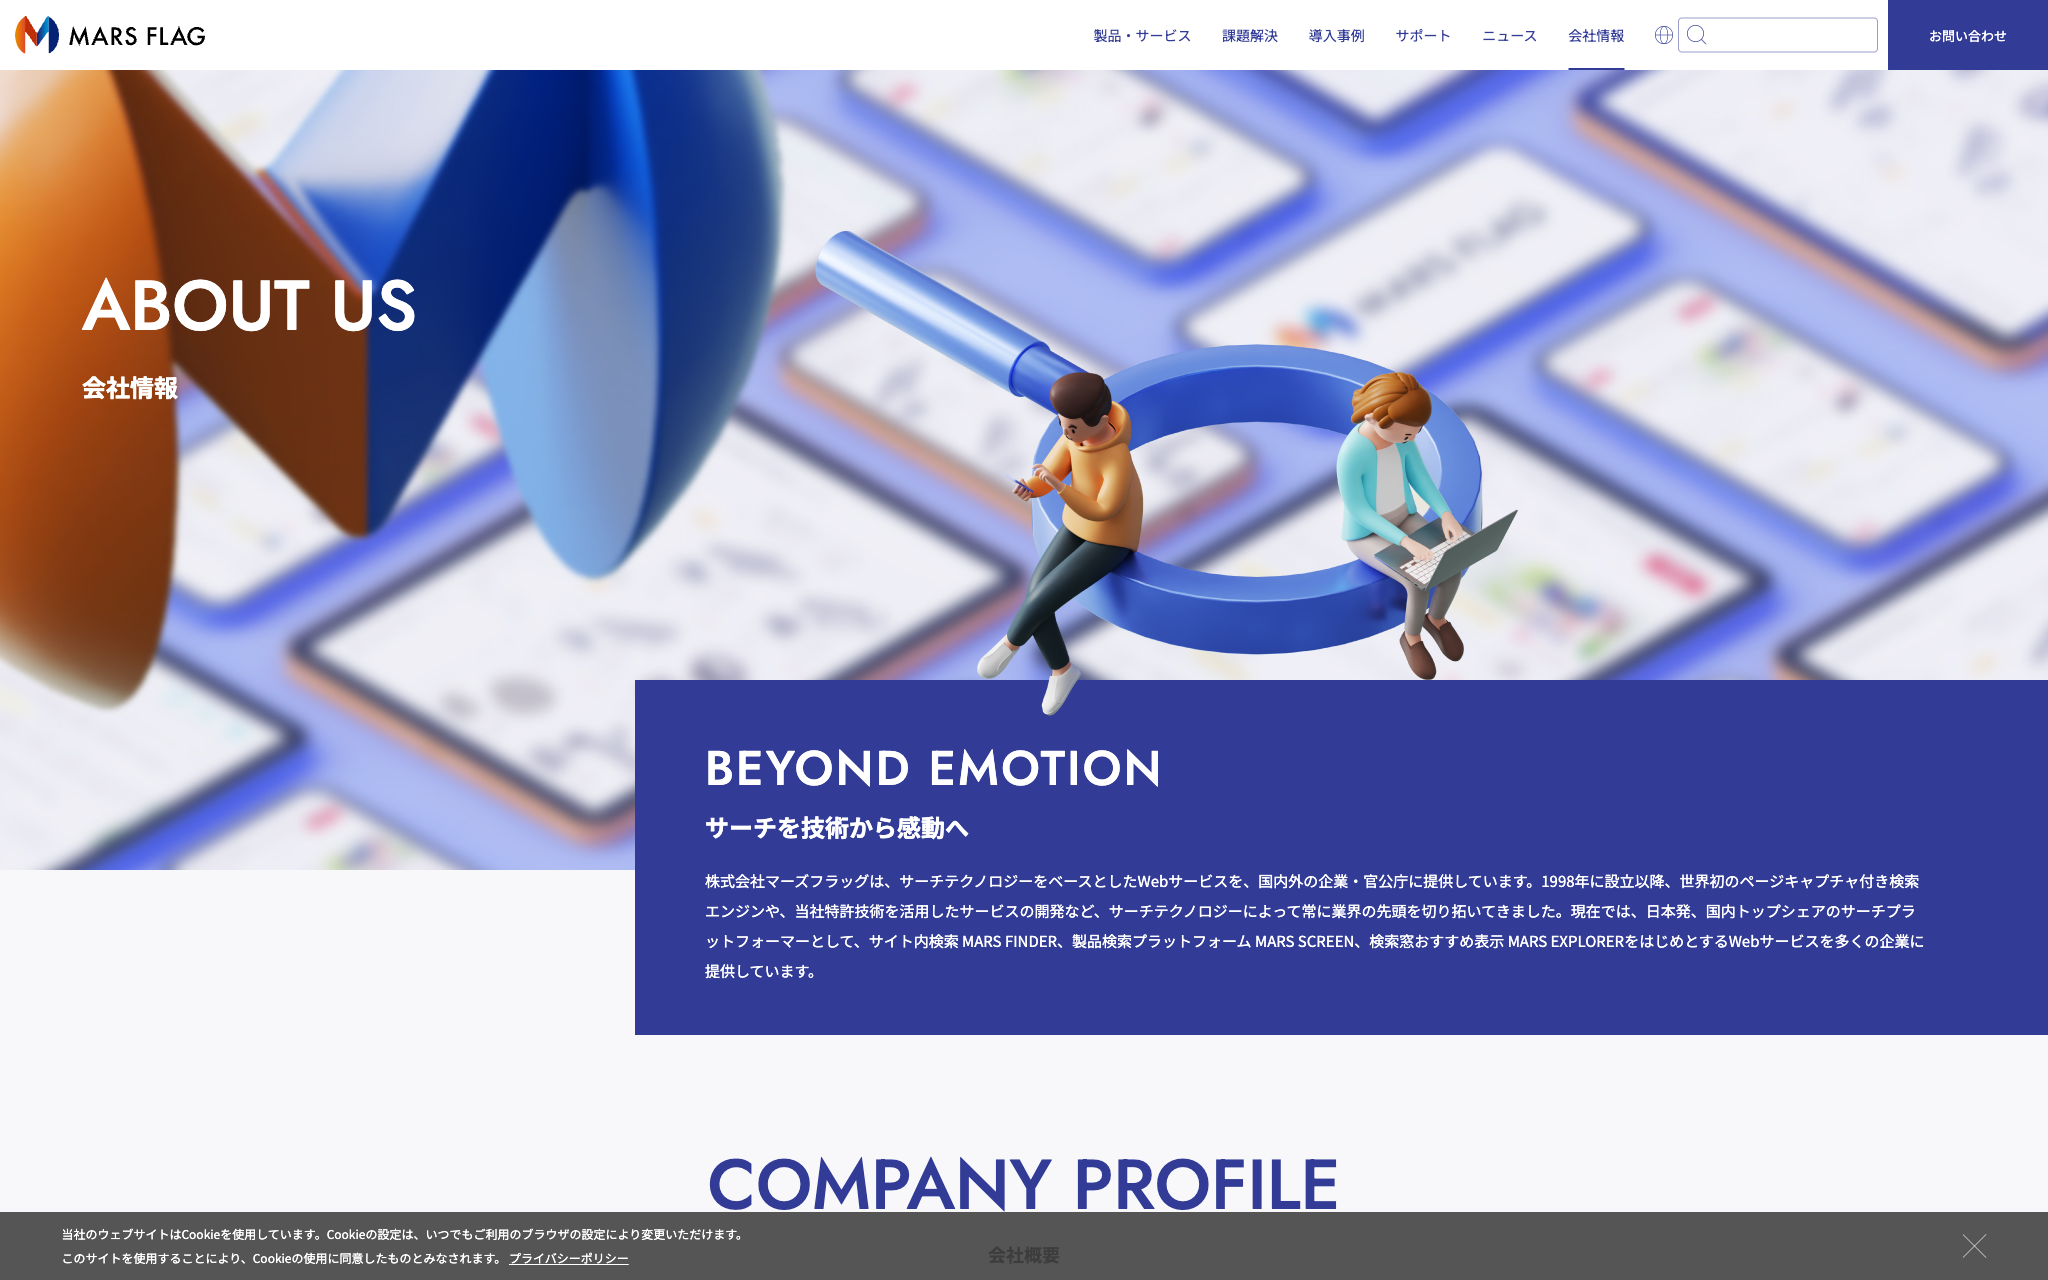 MARS FLAG
製品・サービス
課題解決
導入事例
サポート
ニュース
会社情報
お問い合わせ
MARS FLAG
ABOUT US
会社情報
BEYOND EMOTION
サーチを技術から感動へ
株式会社マーズフラッグは、サーチテクノロジーをベースとしたWebサービスを、国内外の企業・官公庁に提供しています。1998年に設立以降、世界初のページキャプチャ付き検索
エンジンや、当社特許技術を活用したサービスの開発など、サーチテクノロジーによって常に業界の先頭を切り拓いてきました。現在では、日本発、国内トップシェアのサーチプラ
ットフォーマーとして、サイト内検索 MARS FINDER、製品検索プラットフォーム MARS SCREEN、検索窓おすすめ表示 MARS EXPLORERをはじめとするWebサービスを多くの企業に
提供しています。
COMPANY PROFILE
会社概要
当社のウェブサイトはCookieを使用しています。Cookieの設定は、いつでもご利用のブラウザの設定により変更いただけます。
このサイトを使用することにより、Cookieの使用に同意したものとみなされます。 プライバシーポリシー